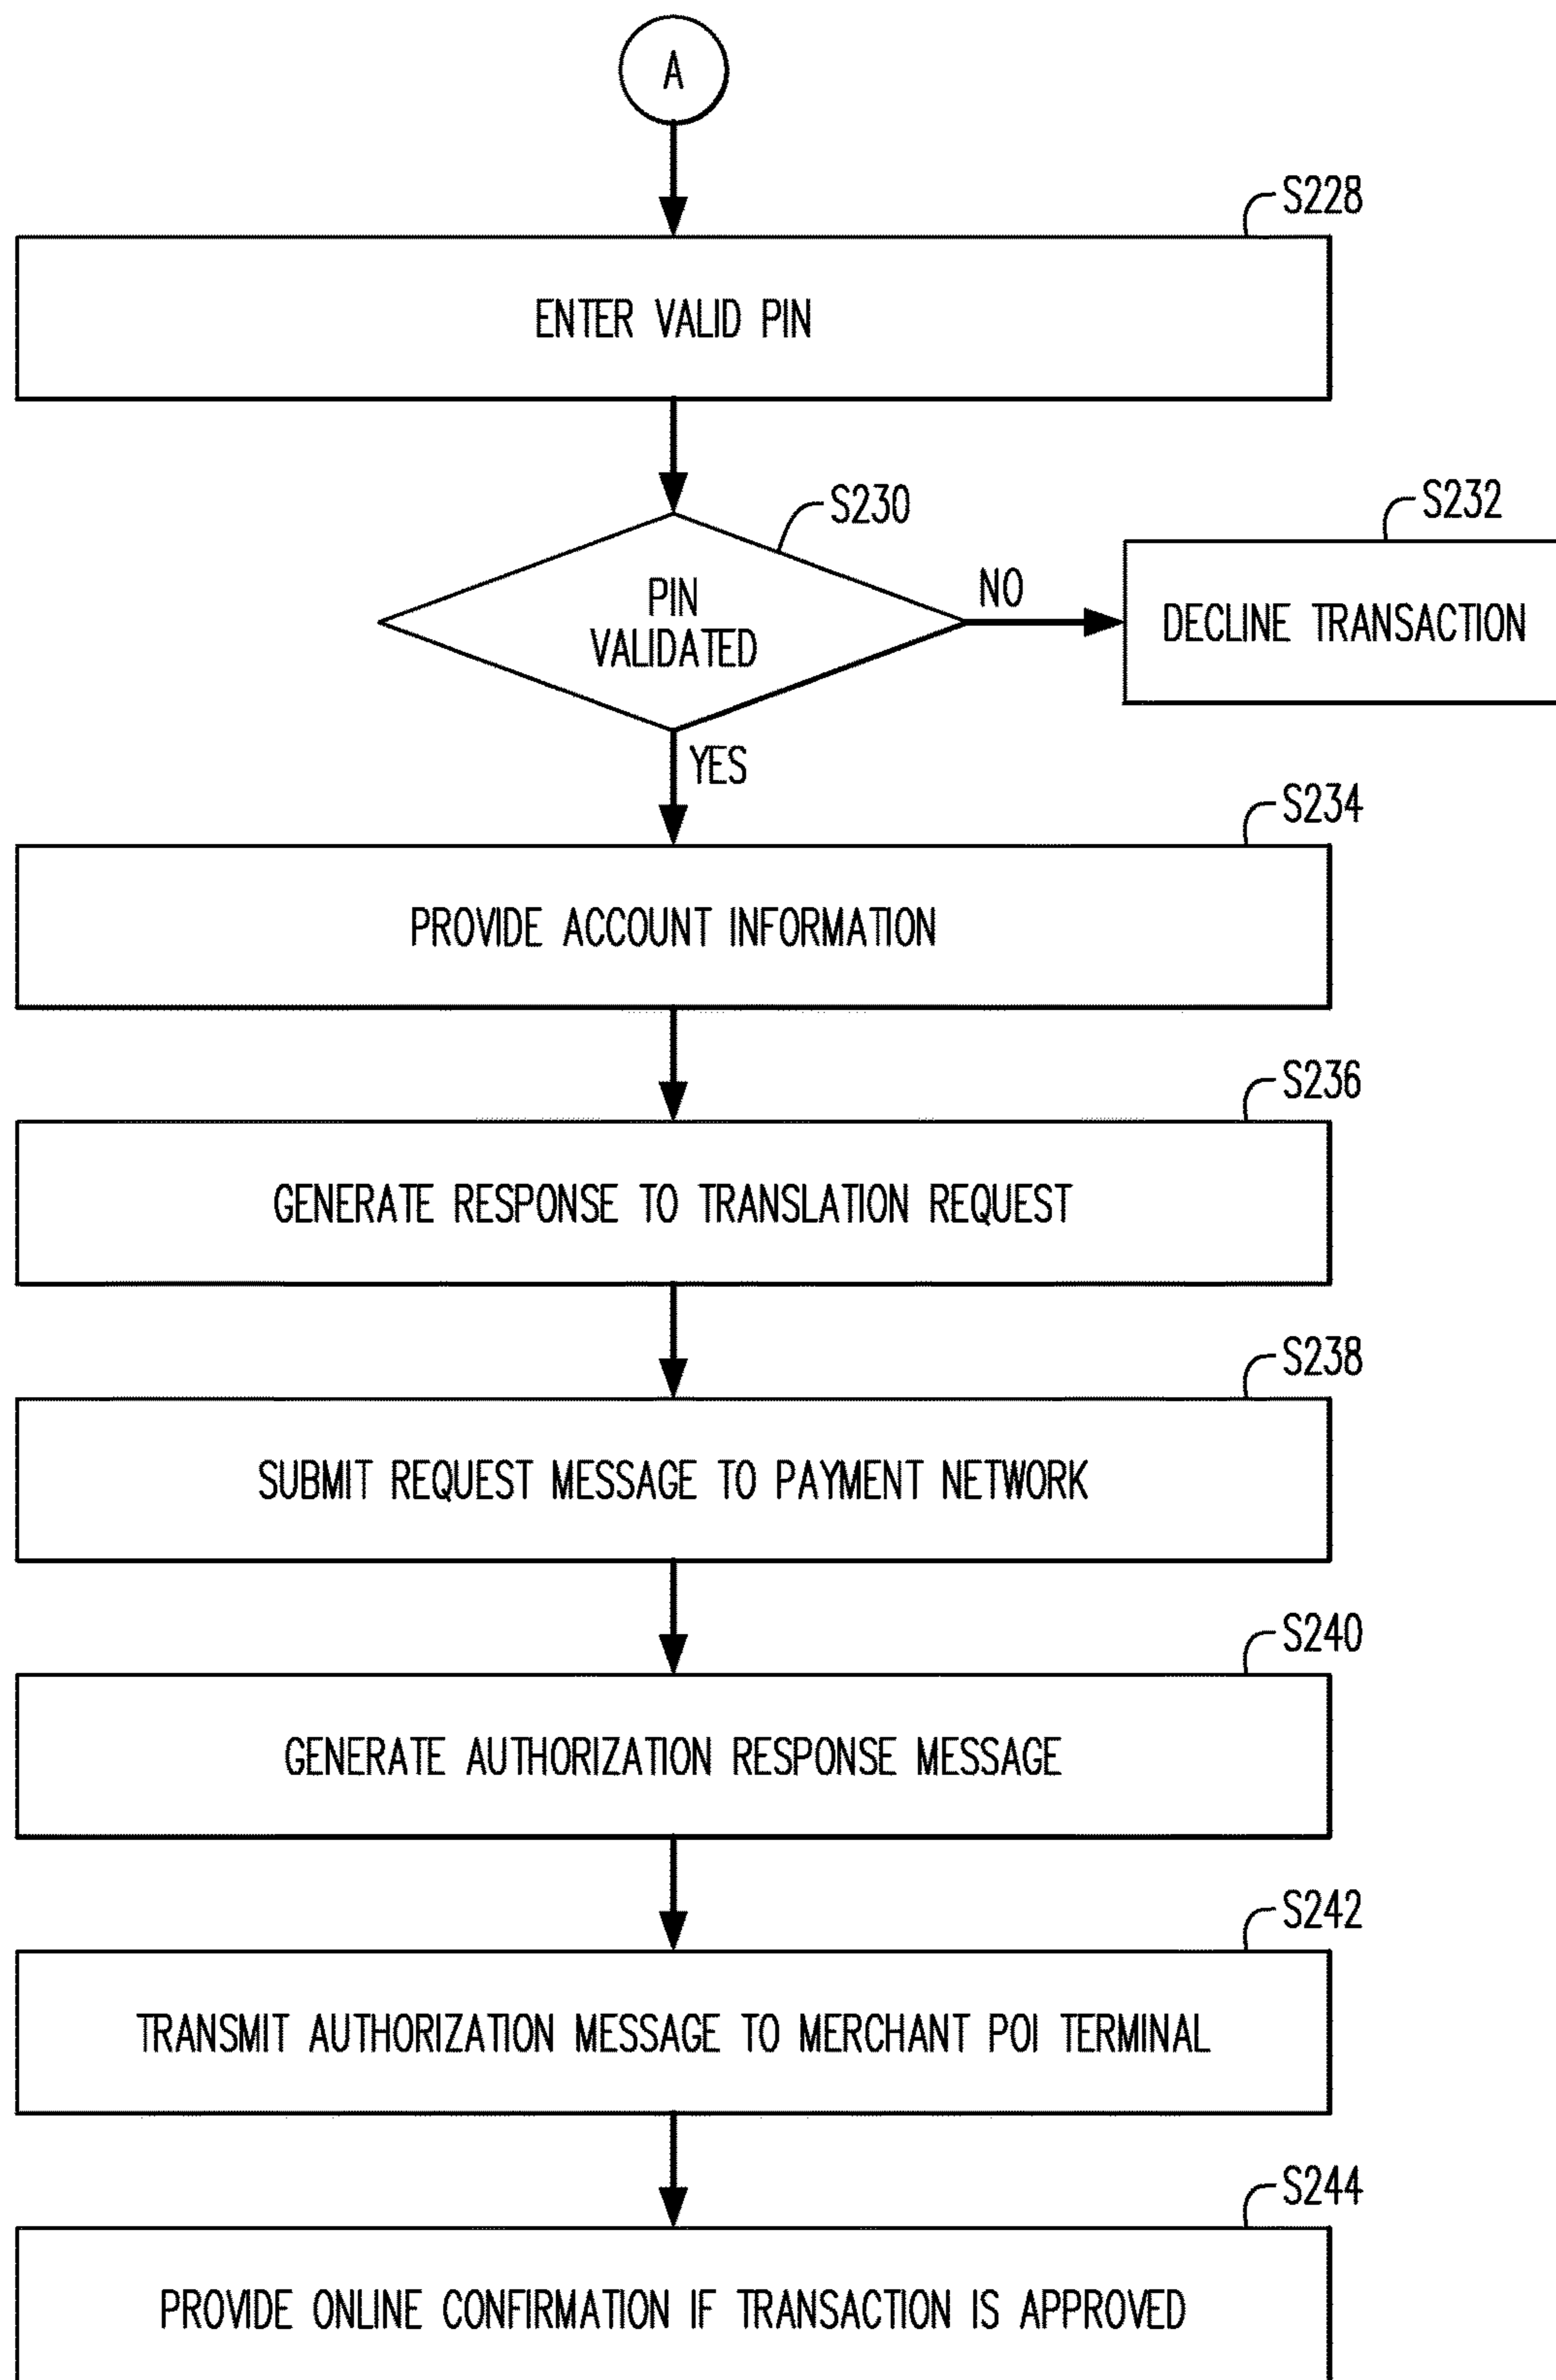 A
S228
ENTER VALID PIN
S230
S232
PIN
VALIDATED
NO
DECLINE TRANSACTION
YES
S234
PROVIDE ACCOUNT INFORMATION
S236
GENERATE RESPONSE TO TRANSLATION REQUEST
S238
SUBMIT REQUEST MESSAGE TO PAYMENT NETWORK
S240
GENERATE AUTHORIZATION RESPONSE MESSAGE
S242
TRANSMIT AUTHORIZATION MESSAGE TO MERCHANT POI TERMINAL
S244
PROVIDE ONLINE CONFIRMATION IF TRANSACTION IS APPROVED